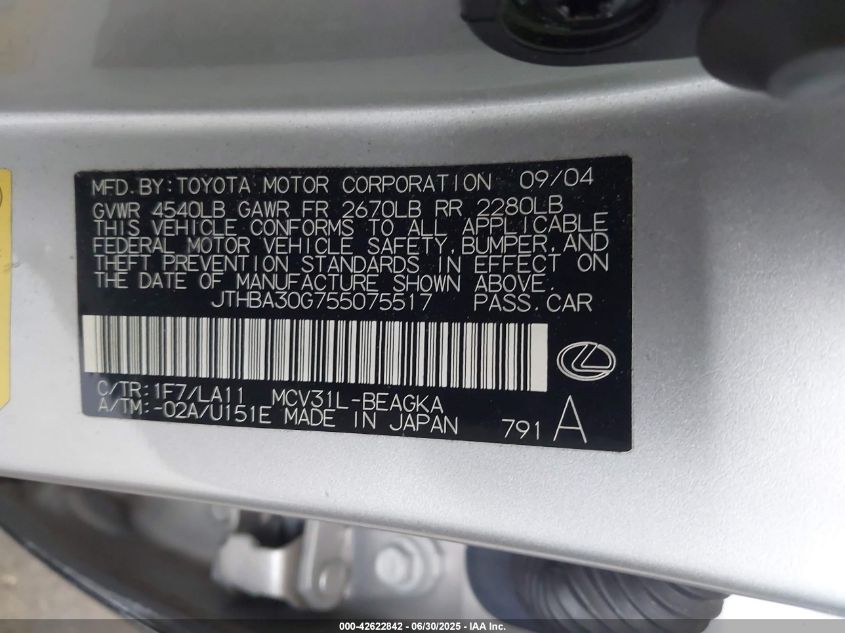 MFD. BY: TOYOTA MOTOR CORPORATION 09/04
GVWR 4540LB GAWR FR 2670LB RR 2280LB
THIS VEHICLE CONFORMS TO ALL APPLICABLE
FEDERAL MOTOR VEHICLE SAFETY, BUMPER, AND
THEFT PREVENTION STANDARDS IN EFFECT ON
THE DATE OF MANUFACTURE SHOWN ABOVE.
JTHBA30G755075517 PASS. CAR
C/TR: 1F7/LA11 MCV31L-BEAGKA
A/TM: -02A/U151E MADE IN JAPAN 791 A
000-42622842 - 06/30/2025 - IAA Inc.